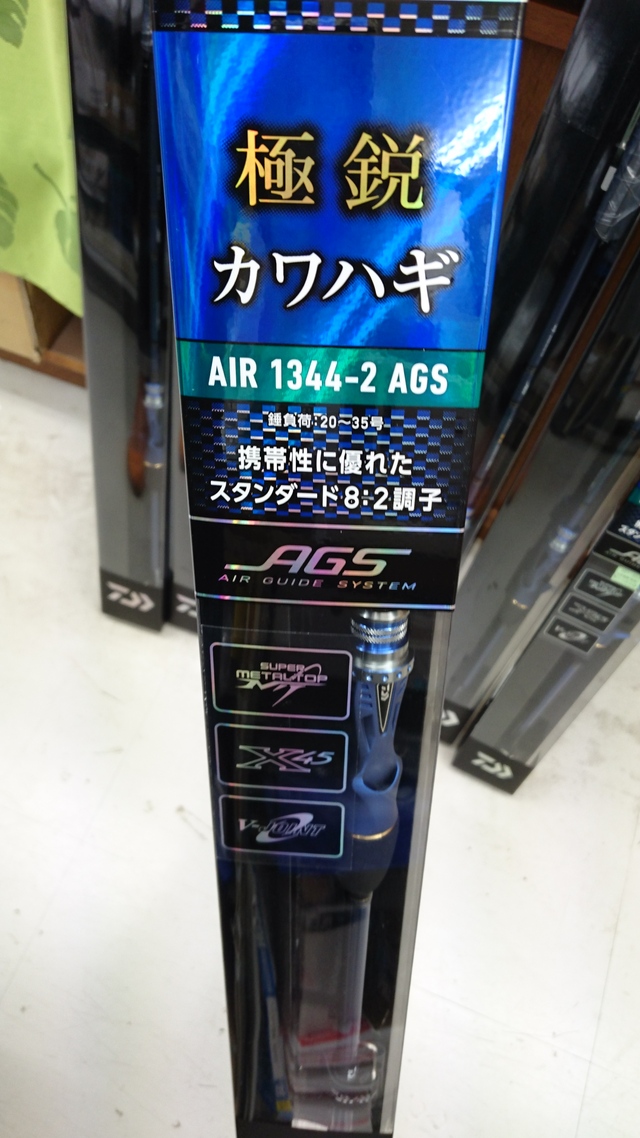 極鋭
カワハギ
AIR 1344-2 AGS
錘負荷:20〜35号
携帯性に優れた
スタンダード8:2調子
AGS
AIR GUIDE SYSTEM
SUPER
METALTOP
MT
X45
V-JOINT